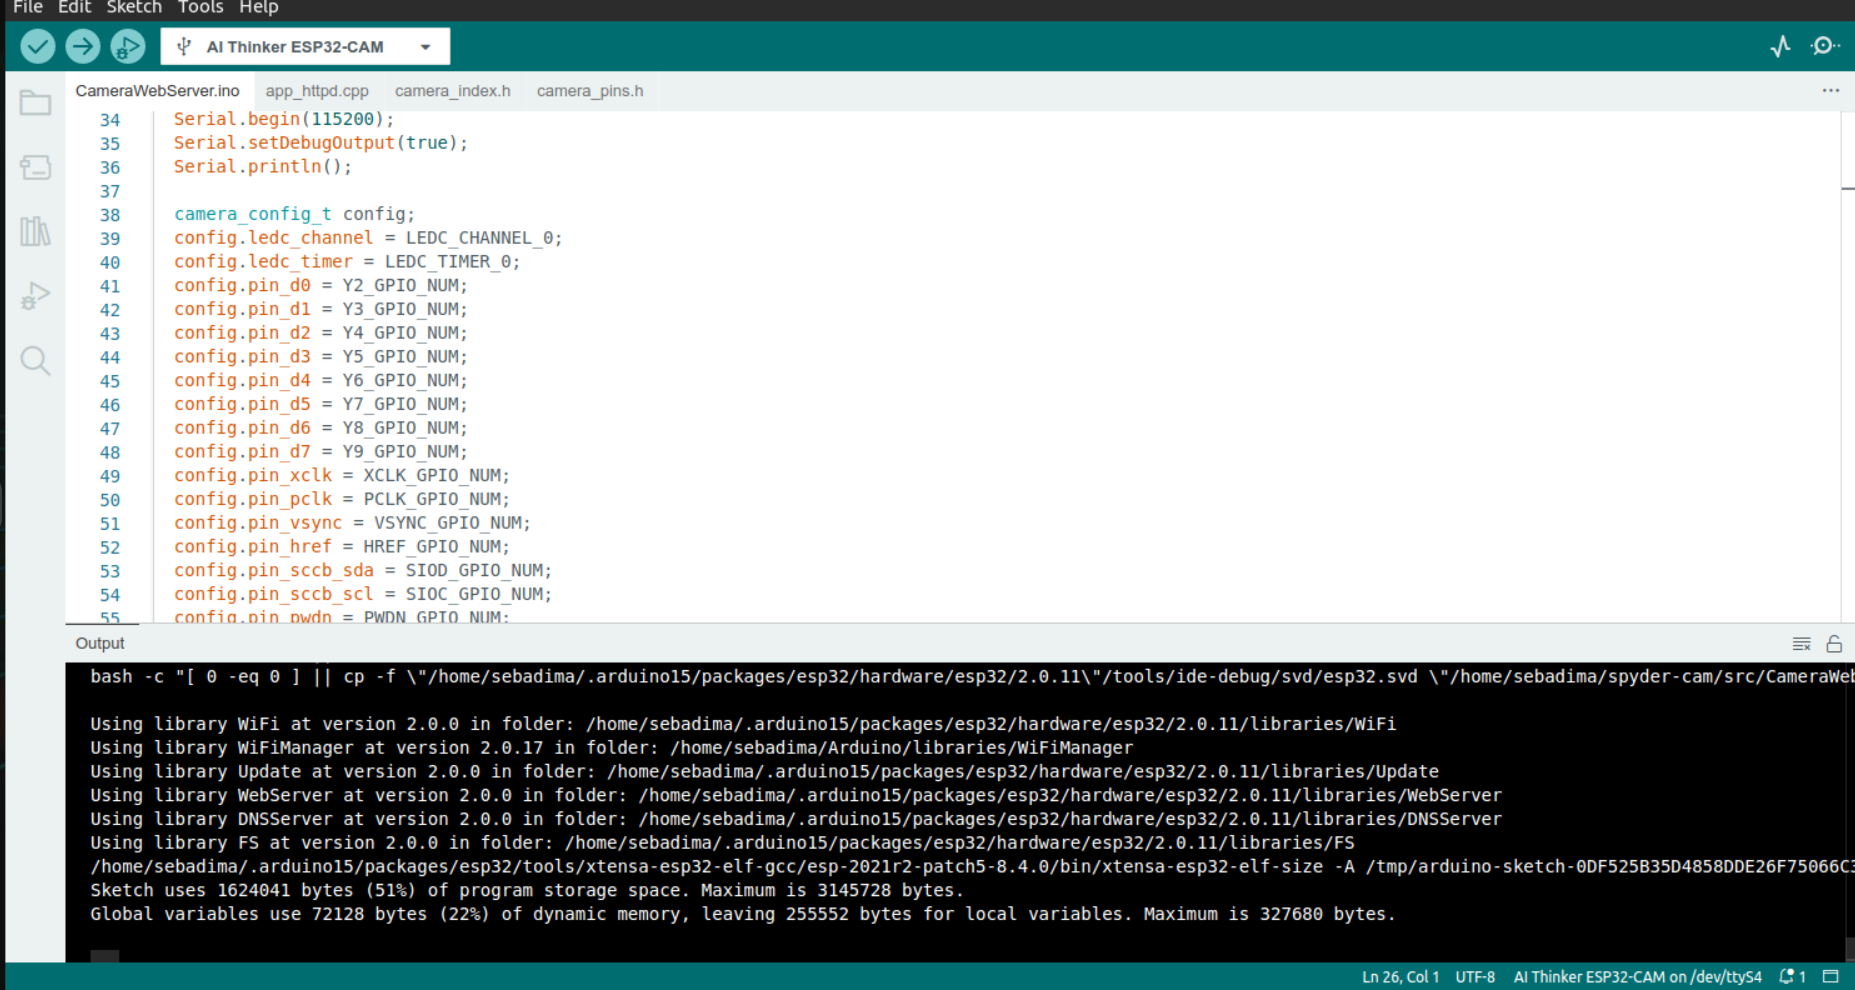 File Edit Sketch Tools Help
AI Thinker ESP32-CAM
CameraWebServer.ino app_httpd.cpp camera_index.h camera_pins.h ...
34 Serial.begin(115200);
35 Serial.setDebugOutput(true);
36 Serial.println();
37
38 camera_config_t config;
39 config.ledc_channel = LEDC_CHANNEL_0;
40 config.ledc_timer = LEDC_TIMER_0;
41 config.pin_d0 = Y2_GPIO_NUM;
42 config.pin_d1 = Y3_GPIO_NUM;
43 config.pin_d2 = Y4_GPIO_NUM;
44 config.pin_d3 = Y5_GPIO_NUM;
45 config.pin_d4 = Y6_GPIO_NUM;
46 config.pin_d5 = Y7_GPIO_NUM;
47 config.pin_d6 = Y8_GPIO_NUM;
48 config.pin_d7 = Y9_GPIO_NUM;
49 config.pin_xclk = XCLK_GPIO_NUM;
50 config.pin_pclk = PCLK_GPIO_NUM;
51 config.pin_vsync = VSYNC_GPIO_NUM;
52 config.pin_href = HREF_GPIO_NUM;
53 config.pin_sccb_sda = SIOD_GPIO_NUM;
54 config.pin_sccb_scl = SIOC_GPIO_NUM;
55 config.pin_pwdn = PWDN_GPIO_NUM;
Output
bash -c "[ 0 -eq 0 ] || cp -f \"/home/sebadima/.arduino15/packages/esp32/hardware/esp32/2.0.11\"/tools/ide-debug/svd/esp32.svd \"/home/sebadima/spyder-cam/src/CameraWeb
Using library WiFi at version 2.0.0 in folder: /home/sebadima/.arduino15/packages/esp32/hardware/esp32/2.0.11/libraries/WiFi
Using library WiFiManager at version 2.0.17 in folder: /home/sebadima/Arduino/libraries/WiFiManager
Using library Update at version 2.0.0 in folder: /home/sebadima/.arduino15/packages/esp32/hardware/esp32/2.0.11/libraries/Update
Using library WebServer at version 2.0.0 in folder: /home/sebadima/.arduino15/packages/esp32/hardware/esp32/2.0.11/libraries/WebServer
Using library DNSServer at version 2.0.0 in folder: /home/sebadima/.arduino15/packages/esp32/hardware/esp32/2.0.11/libraries/DNSServer
Using library FS at version 2.0.0 in folder: /home/sebadima/.arduino15/packages/esp32/hardware/esp32/2.0.11/libraries/FS
/home/sebadima/.arduino15/packages/esp32/tools/xtensa-esp32-elf-gcc/esp-2021r2-patch5-8.4.0/bin/xtensa-esp32-elf-size -A /tmp/arduino-sketch-0DF525B35D4858DDE26F75066C3
Sketch uses 1624041 bytes (51%) of program storage space. Maximum is 3145728 bytes.
Global variables use 72128 bytes (22%) of dynamic memory, leaving 255552 bytes for local variables. Maximum is 327680 bytes.
Ln 26, Col 1 UTF-8 AI Thinker ESP32-CAM on /dev/ttyS4 1